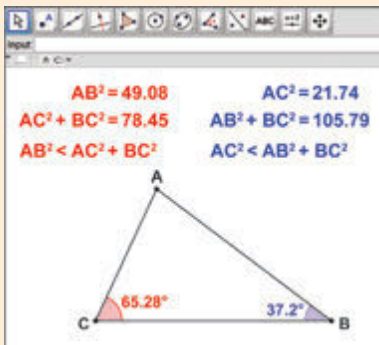 ABC
Input:
AB² = 49.08
AC² = 21.74
AC² + BC² = 78.45
AB² + BC² = 105.79
AB² < AC² + BC²
AC² < AB² + BC²
A
65.28°
37.2°
C
B